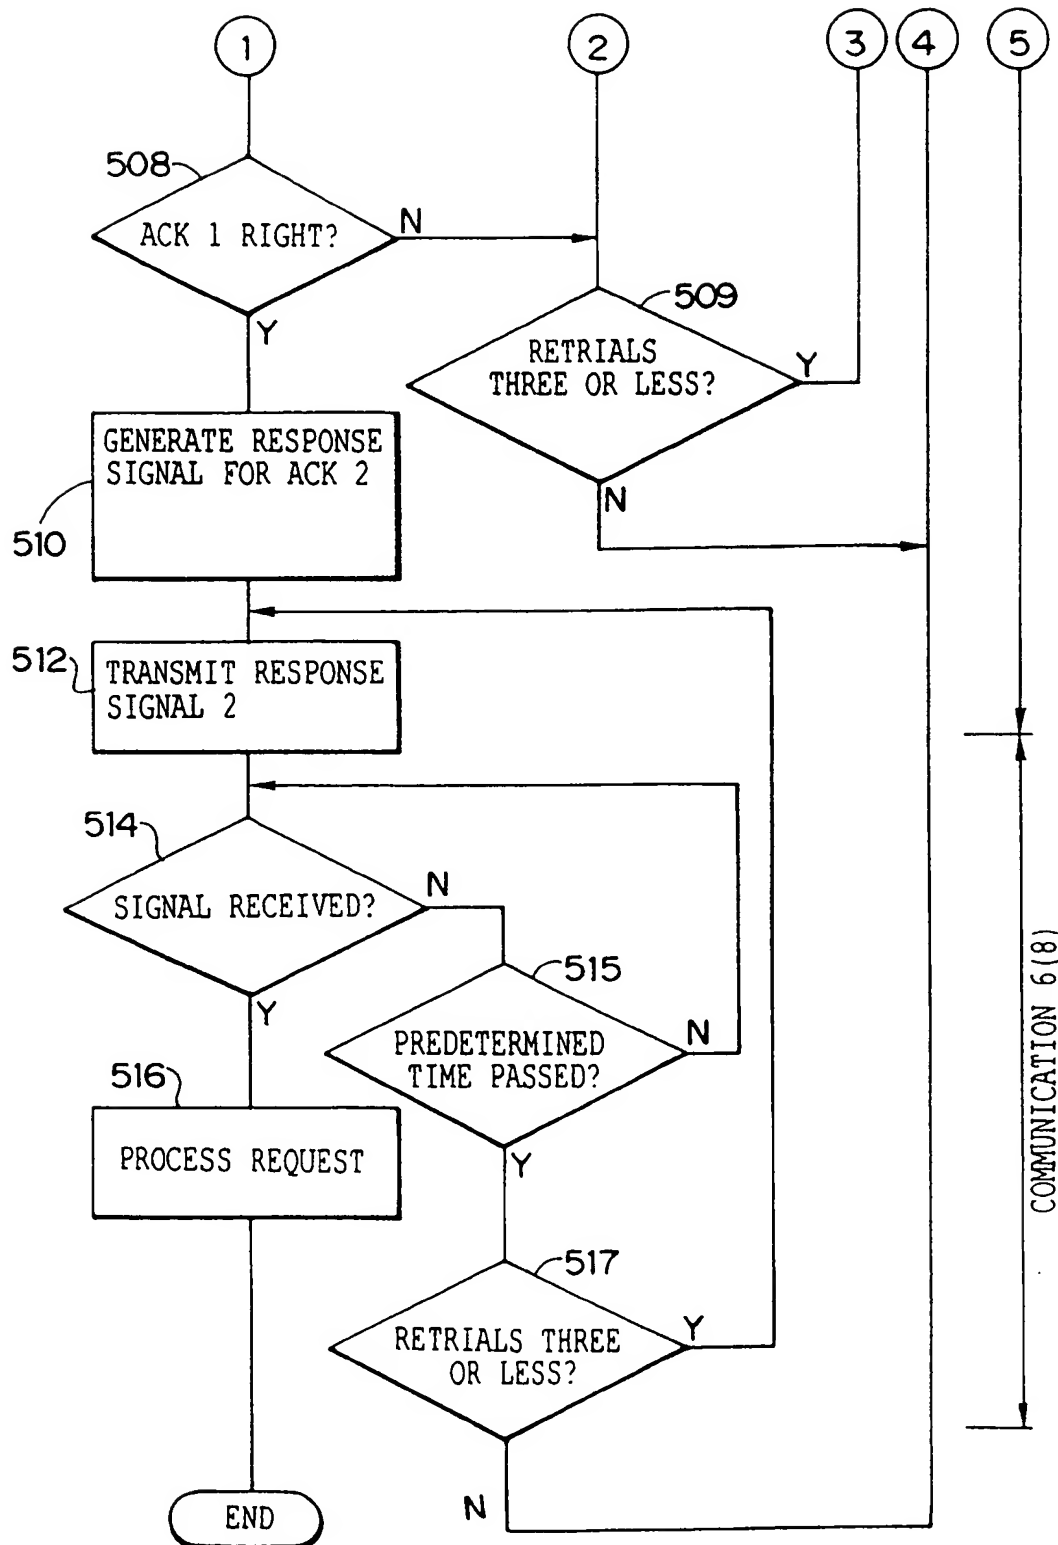 1
2
3
4
5
508
ACK 1 RIGHT?
N
Y
509
RETRIALS
THREE OR LESS?
Y
N
GENERATE RESPONSE
SIGNAL FOR ACK 2
510
512
TRANSMIT RESPONSE
SIGNAL 2
514
SIGNAL RECEIVED?
N
Y
515
PREDETERMINED
TIME PASSED?
N
Y
516
PROCESS REQUEST
517
RETRIALS THREE
OR LESS?
Y
N
END
COMMUNICATION 6(8)